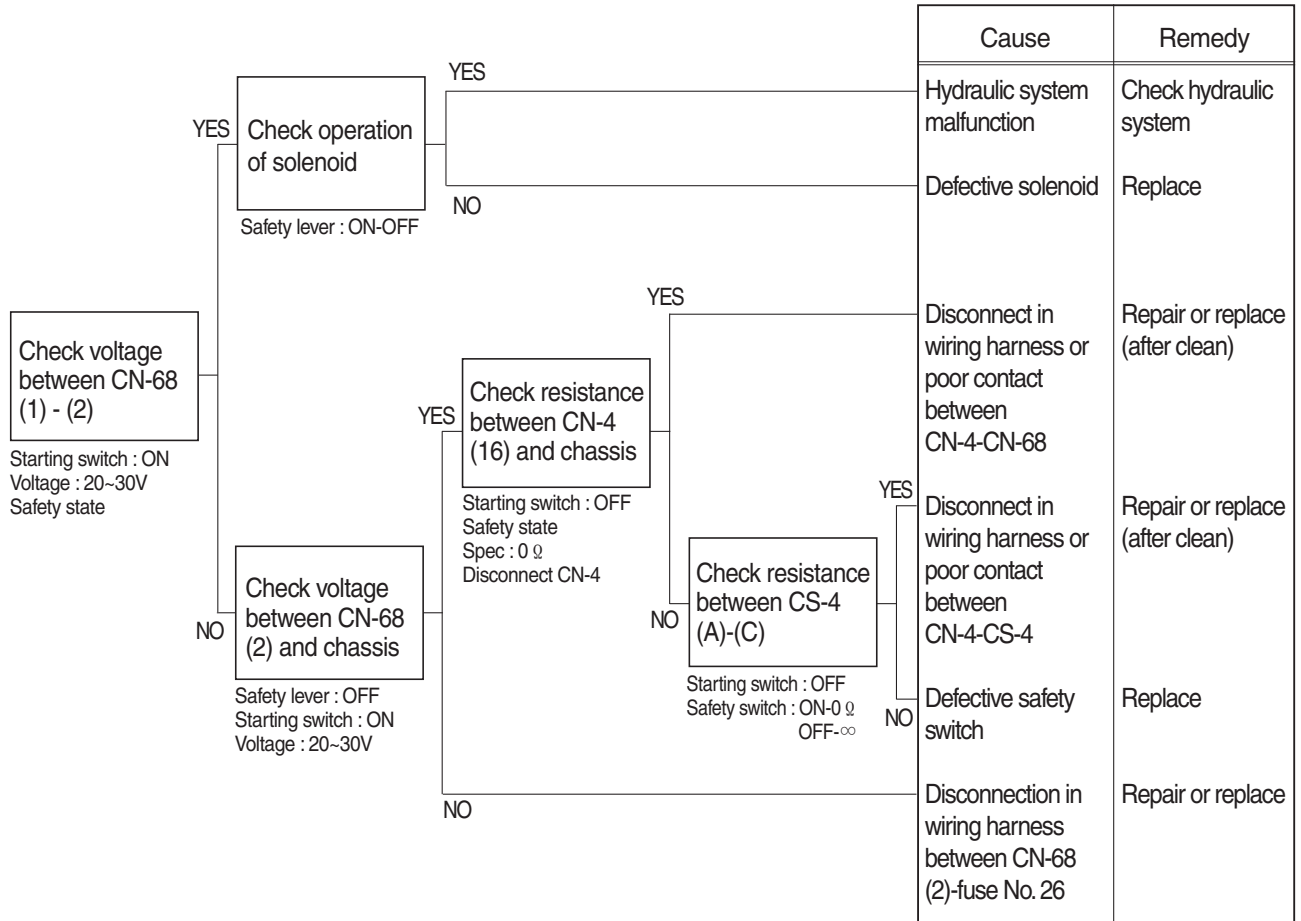 Cause
Remedy
YES
Hydraulic system
malfunction
Check hydraulic
system
YES
Check operation
of solenoid
Defective solenoid
Replace
NO
Safety lever : ON-OFF
YES
Disconnect in
wiring harness or
poor contact
between
CN-4-CN-68
Repair or replace
(after clean)
Check voltage
between CN-68
(1) - (2)
Starting switch : ON
Voltage : 20~30V
Safety state
YES
Check resistance
between CN-4
(16) and chassis
Starting switch : OFF
Safety state
Spec : 0 Ω
Disconnect CN-4
YES
Disconnect in
wiring harness or
poor contact
between
CN-4-CS-4
Repair or replace
(after clean)
NO
Check voltage
between CN-68
(2) and chassis
Safety lever : OFF
Starting switch : ON
Voltage : 20~30V
NO
Check resistance
between CS-4
(A)-(C)
Starting switch : OFF
Safety switch : ON-0 Ω
OFF-∞
NO
Defective safety
switch
Replace
NO
Disconnection in
wiring harness
between CN-68
(2)-fuse No. 26
Repair or replace